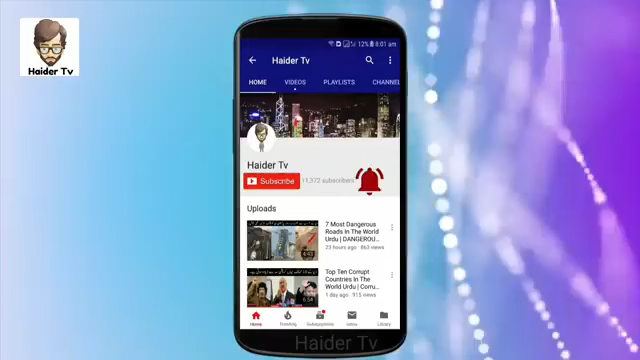 Haider Tv
12% 8:01 am
Haider Tv
HOME VIDEOS PLAYLISTS CHANNEL
Haider Tv
Subscribe 11,372 subscribers
Uploads
7 Most Dangerous
Roads In The World
Urdu | DANGEROU...
23 hours ago · 863 views
6:43
Top Ten Corrupt
Countries In The
World Urdu | Corru...
1 day ago · 915 views
6:54
Home Trending Subscriptions Inbox Library
Haider Tv